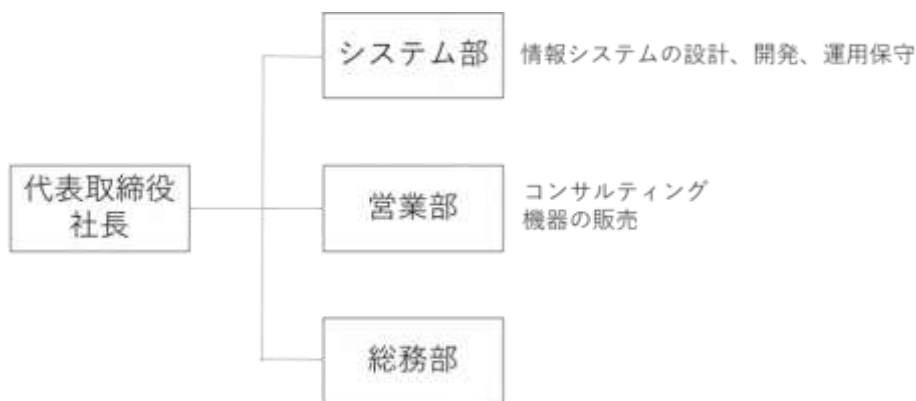 システム部
情報システムの設計、開発、運用保守
代表取締役
社長
営業部
コンサルティング
機器の販売
総務部